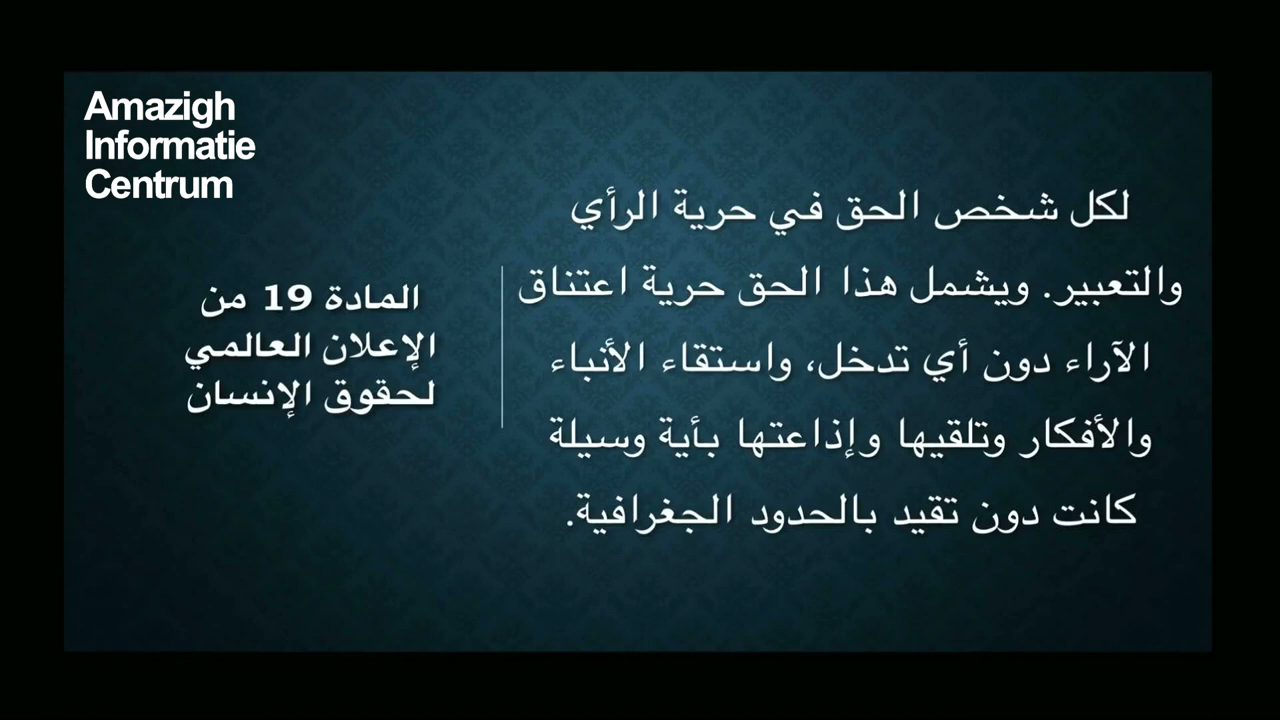 Amazigh
Informatie
Centrum
لكل شخص الحق في حرية الرأي
والتعبير. ويشمل هذا الحق حرية اعتناق
الآراء دون أي تدخل، واستقاء الأنباء
والأفكار وتلقيها وإذاعتها بأية وسيلة
كانت دون تقيد بالحدود الجغرافية.
المادة 19 من
الإعلان العالمي
لحقوق الإنسان